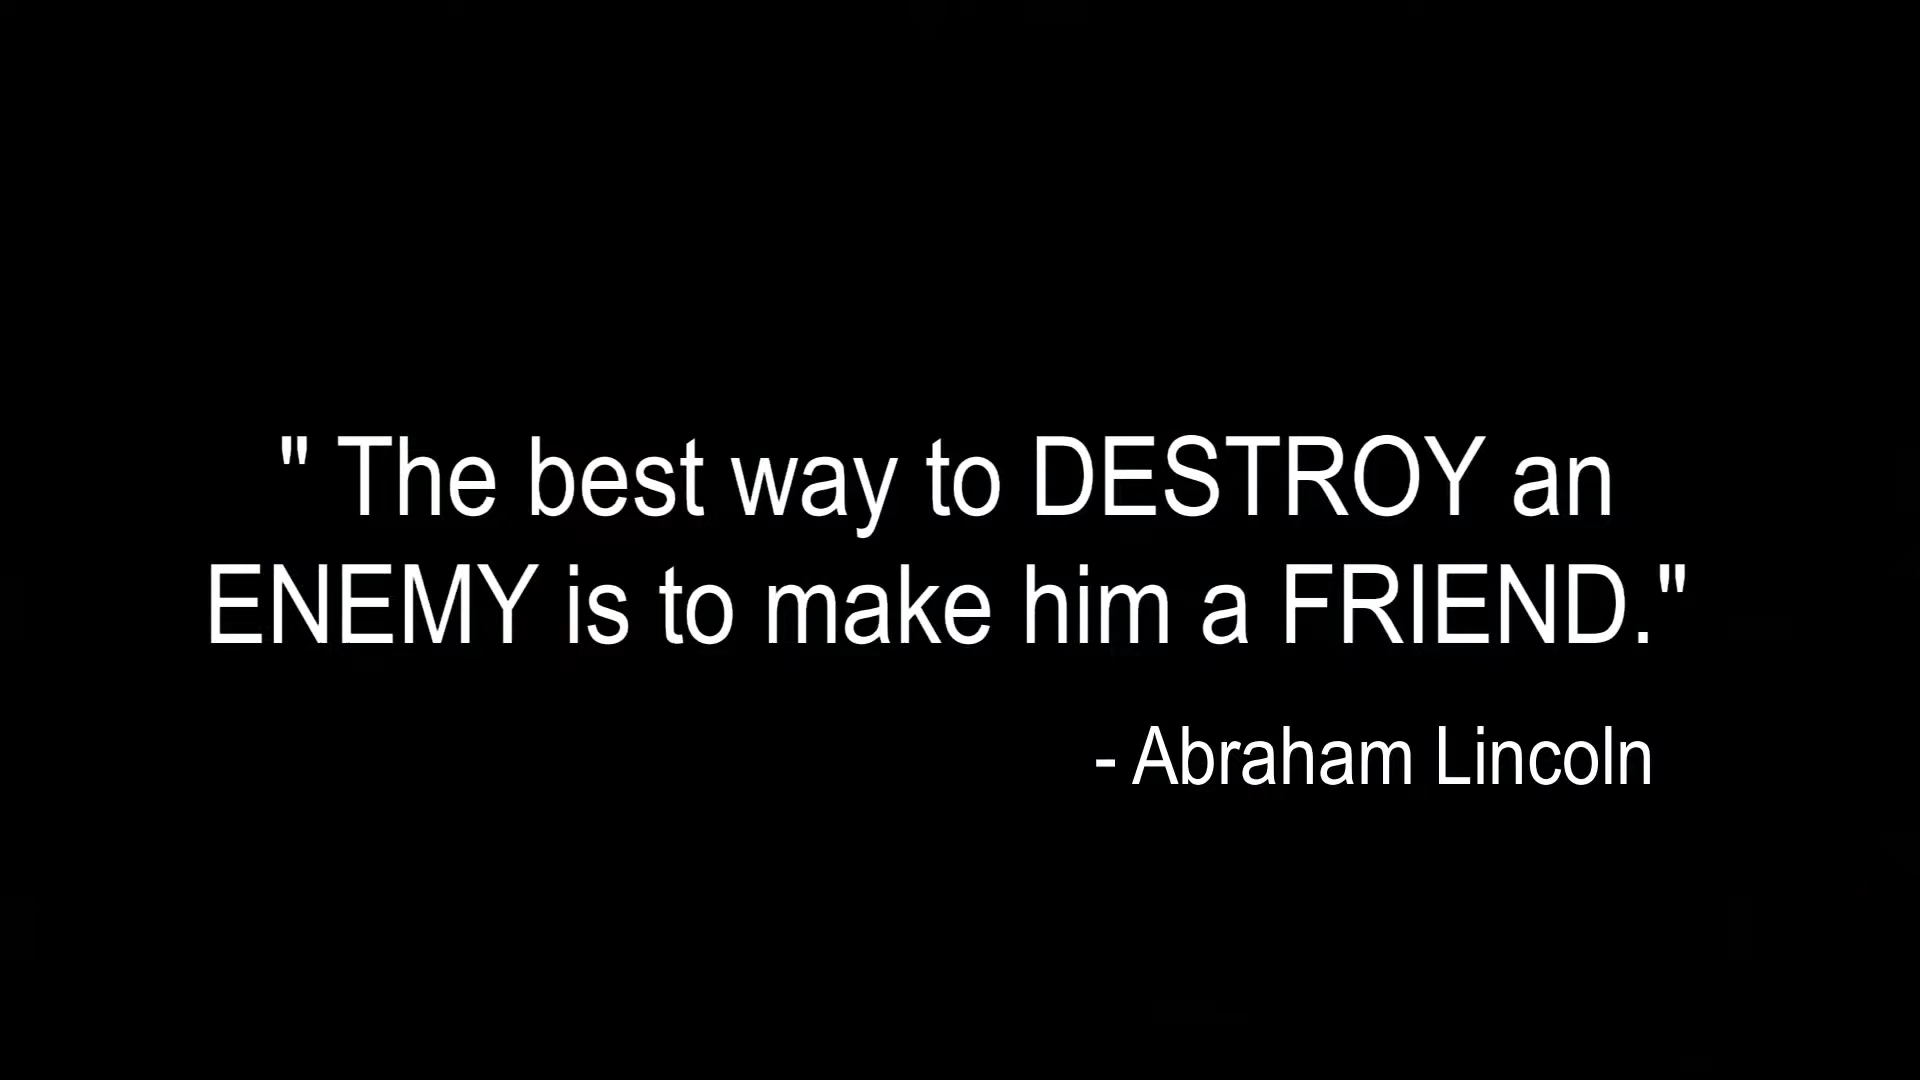 " The best way to DESTROY an
ENEMY is to make him a FRIEND."
- Abraham Lincoln